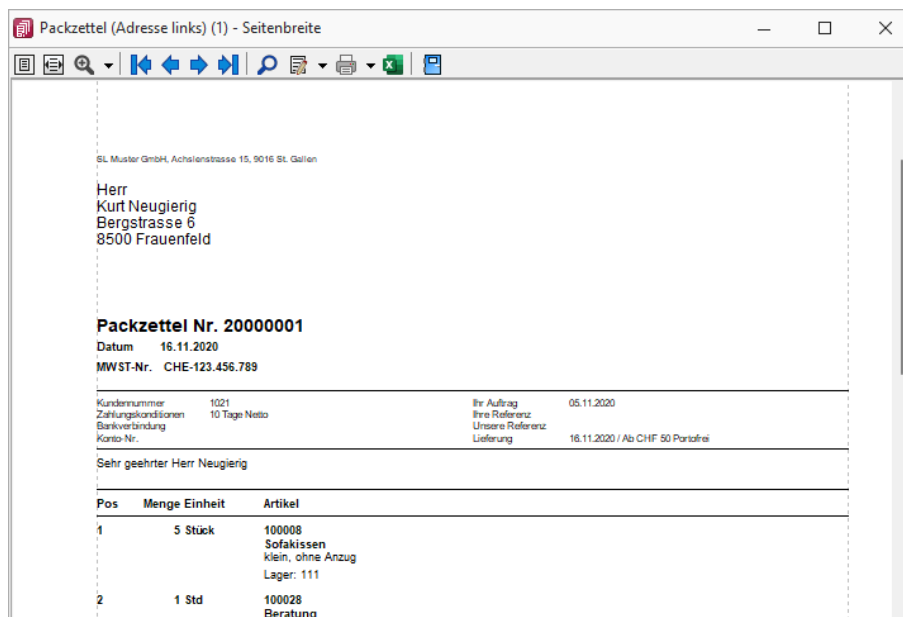 Packzettel (Adresse links) (1) - Seitenbreite
SL Muster GmbH, Achslenstrasse 15, 9016 St. Gallen
Herr
Kurt Neugierig
Bergstrasse 6
8500 Frauenfeld
Packzettel Nr. 20000001
Datum 16.11.2020
MWST-Nr. CHE-123.456.789
Kundennummer 1021 Ihr Auftrag 05.11.2020
Zahlungskonditionen 10 Tage Netto Ihre Referenz
Bankverbindung Unsere Referenz
Konto-Nr. Lieferung 16.11.2020 / Ab CHF 50 Portofrei
Sehr geehrter Herr Neugierig
Pos Menge Einheit Artikel
1 5 Stück 100008
Sofakissen
klein, ohne Anzug
Lager: 111
2 1 Std 100028
Beratung